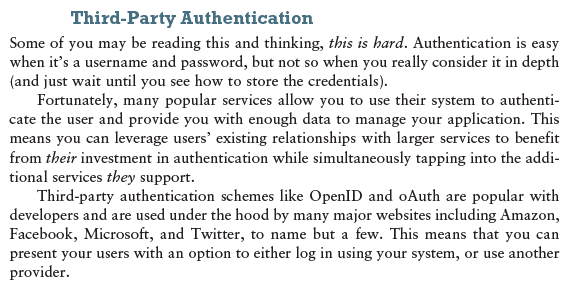 Third-Party Authentication
Some of you may be reading this and thinking, this is hard. Authentication is easy
when it's a username and password, but not so when you really consider it in depth
(and just wait until you see how to store the credentials).
Fortunately, many popular services allow you to use their system to authenti-
cate the user and provide you with enough data to manage your application. This
means you can leverage users' existing relationships with larger services to benefit
from their investment in authentication while simultaneously tapping into the addi-
tional services they support.
Third-party authentication schemes like OpenID and oAuth are popular with
developers and are used under the hood by many major websites including Amazon,
Facebook, Microsoft, and Twitter, to name but a few. This means that you can
present your users with an option to either log in using your system, or use another
provider.